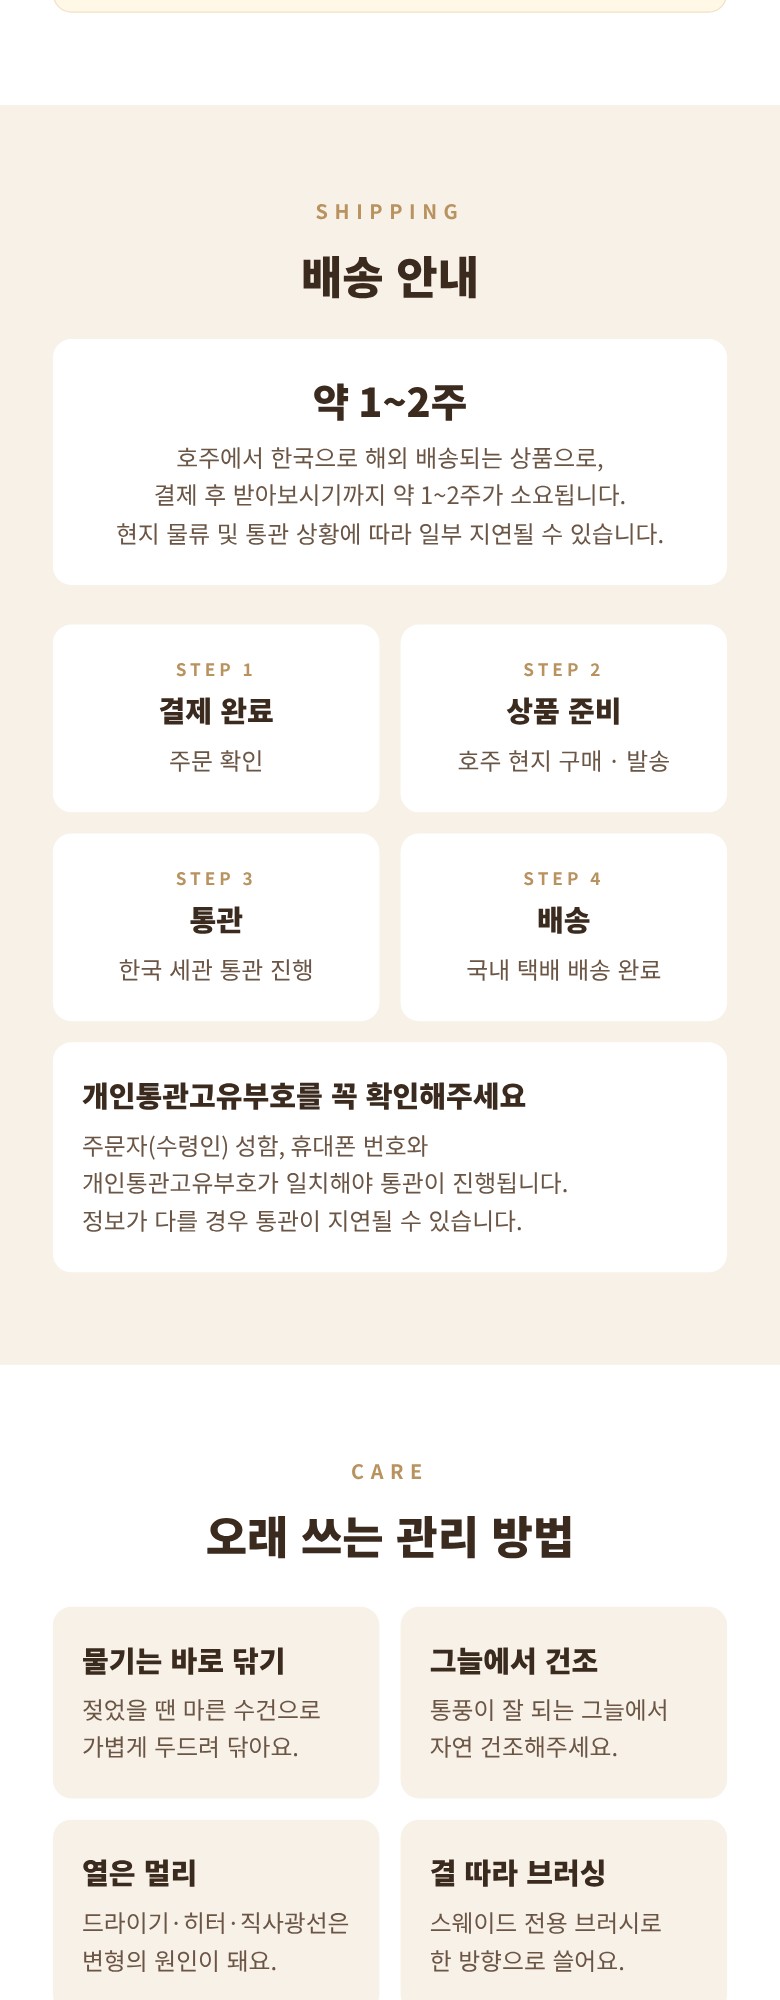 SHIPPING
배송 안내
약 1~2주
호주에서 한국으로 해외 배송되는 상품으로,
결제 후 받아보시기까지 약 1~2주가 소요됩니다.
현지 물류 및 통관 상황에 따라 일부 지연될 수 있습니다.
STEP 1
결제 완료
주문 확인
STEP 2
상품 준비
호주 현지 구매 · 발송
STEP 3
통관
한국 세관 통관 진행
STEP 4
배송
국내 택배 배송 완료
개인통관고유부호를 꼭 확인해주세요
주문자(수령인) 성함, 휴대폰 번호와
개인통관고유부호가 일치해야 통관이 진행됩니다.
정보가 다를 경우 통관이 지연될 수 있습니다.
CARE
오래 쓰는 관리 방법
물기는 바로 닦기
젖었을 땐 마른 수건으로
가볍게 두드려 닦아요.
그늘에서 건조
통풍이 잘 되는 그늘에서
자연 건조해주세요.
열은 멀리
드라이기·히터·직사광선은
변형의 원인이 돼요.
결 따라 브러싱
스웨이드 전용 브러시로
한 방향으로 쓸어요.